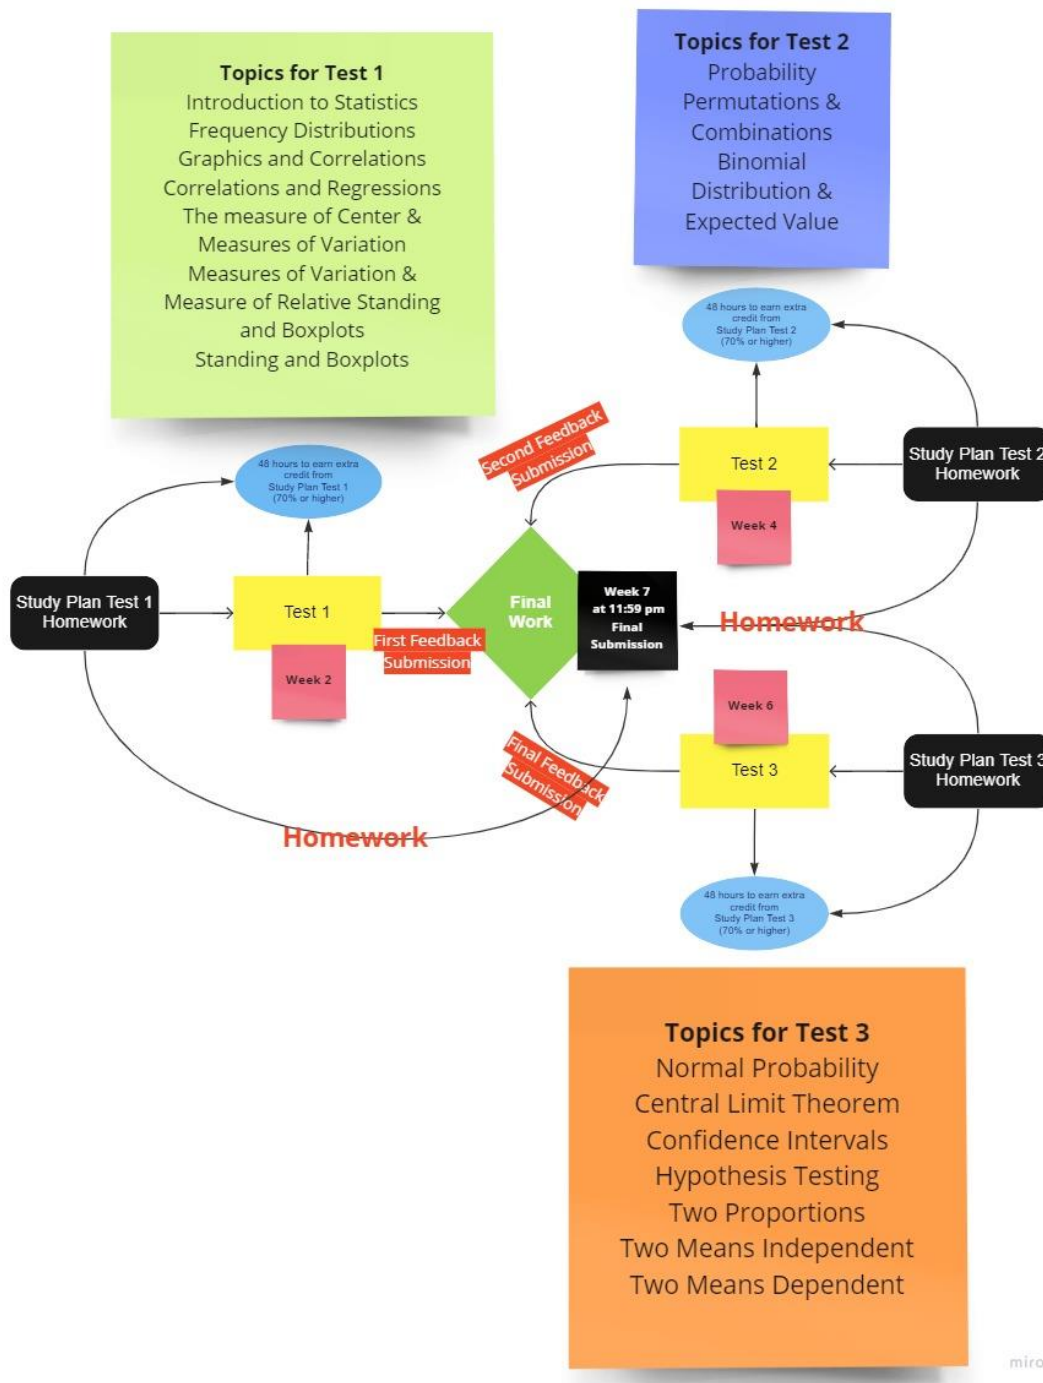 Topics for Test 1
Introduction to Statistics
Frequency Distributions
Graphics and Correlations
Correlations and Regressions
The measure of Center &
Measures of Variation
Measures of Variation &
Measure of Relative Standing
and Boxplots
Standing and Boxplots
Topics for Test 2
Probability
Permutations &
Combinations
Binomial
Distribution &
Expected Value
48 hours to earn extra
credit from
Study Plan Test 2
(70% or higher)
Second Feedback
Submission
Test 2
Study Plan Test 2
Homework
Week 4
48 hours to earn extra
credit from
Study Plan Test 1
(70% or higher)
Study Plan Test 1
Homework
Test 1
Week 2
First Feedback
Submission
Final
Work
Week 7
at 11:59 pm
Final
Submission
Homework
Week 6
Final Feedback
Submission
Test 3
Study Plan Test 3
Homework
Homework
48 hours to earn extra
credit from
Study Plan Test 3
(70% or higher)
Topics for Test 3
Normal Probability
Central Limit Theorem
Confidence Intervals
Hypothesis Testing
Two Proportions
Two Means Independent
Two Means Dependent
miro